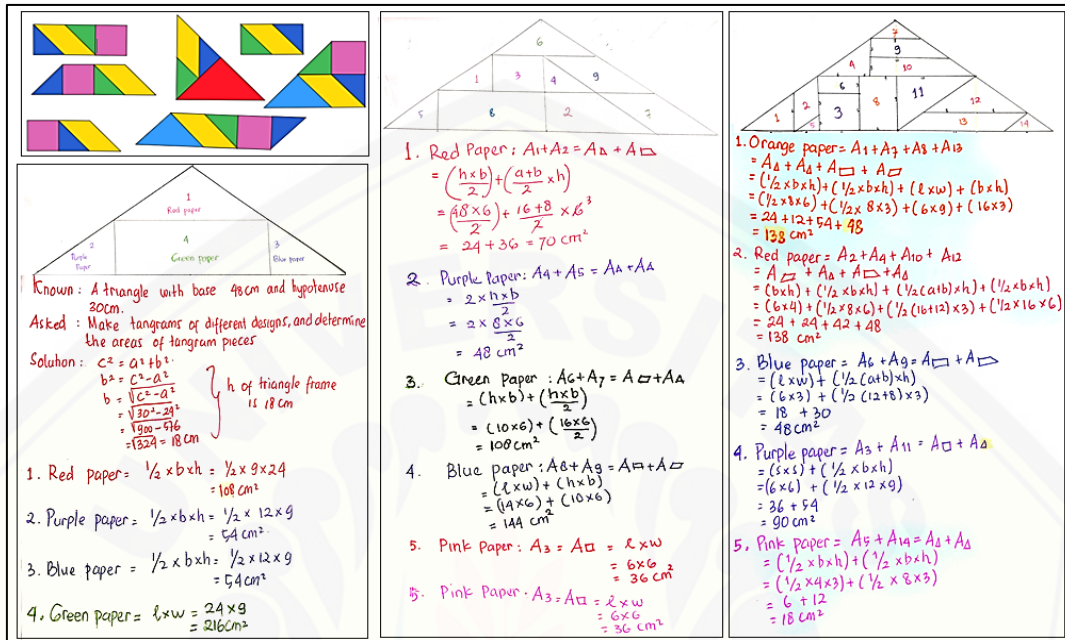 1
Red paper
2
Purple
Paper
4
Green paper
3
Blue paper
Known : A triangle with base 48cm and hypotenuse
30cm.
Asked : Make tangrams of different designs, and determine
the areas of tangram pieces
Solution : c² = a²+b²
b² = c²-a²
b = √c²-a²
= √30²-24²
= √900-576
= √324 = 18cm
h of triangle frame
is 18cm
1. Red paper = 1/2 × b × h = 1/2 × 9 × 24
= 108 cm²
2. Purple paper = 1/2 × b × h = 1/2 × 12 × 9
= 54 cm²
3. Blue paper = 1/2 × b × h = 1/2 × 12 × 9
= 54 cm²
4. Green paper = l × w = 24 × 9
= 216 cm²
6
1
3
4
9
5
8
2
7
1. Red Paper : A1+A2 = A△ + A▱
= (h×b/2) + (a+b/2 × h)
= (48×6/2) + 16+8/2 × 6 3
= 24 + 36 = 70 cm²
2. Purple Paper : A4 + A5 = A△ + A△
= 2 × h×b/2
= 2 × 8×6/2
= 48 cm²
3. Green paper : A6+A7 = A▱ + A△
= (h×b) + (h×b/2)
= (10×6) + (16×6/2)
= 108 cm²
4. Blue paper : A8 + A9 = A▭ + A▱
= (l×w) + (h×b)
= (14×6) + (10×6)
= 144 cm²
5. Pink Paper : A3 = A□ = l×w
= 6×6
= 36 cm²
5. Pink Paper . A3 = A□ = l×w
= 6×6
= 36 cm²
7
9
4
10
6
11
1
2
3
8
5
12
13
14
1. Orange paper = A1 + A7 + A8 + A13
= A△ + A△ + A▭ + A▱
= (1/2×b×h) + (1/2×b×h) + (l×w) + (b×h)
= (1/2×8×6) + (1/2×8×3) + (6×9) + (16×3)
= 24 + 12 + 54 + 48
= 138 cm²
2. Red paper = A2 + A4 + A10 + A12
= A▱ + A△ + A▱ + A△
= (b×h) + (1/2×b×h) + (1/2(a+b)×h) + (1/2×b×h)
= (6×4) + (1/2×8×6) + (1/2(16+12)×3) + (1/2×16×6)
= 24 + 24 + 42 + 48
= 138 cm²
3. Blue paper = A6 + A9 = A▭ + A▱
= (l×w) + (1/2(a+b)×h)
= (6×3) + (1/2(12+8)×3)
= 18 + 30
= 48 cm²
4. Purple paper = A3 + A11 = A□ + A△
= (s×s) + (1/2×b×h)
= (6×6) + (1/2×12×9)
= 36 + 54
= 90 cm²
5. Pink paper = A5 + A14 = A△ + A△
= (1/2×b×h) + (1/2×b×h)
= (1/2×4×3) + (1/2×8×3)
= 6 + 12
= 18 cm²